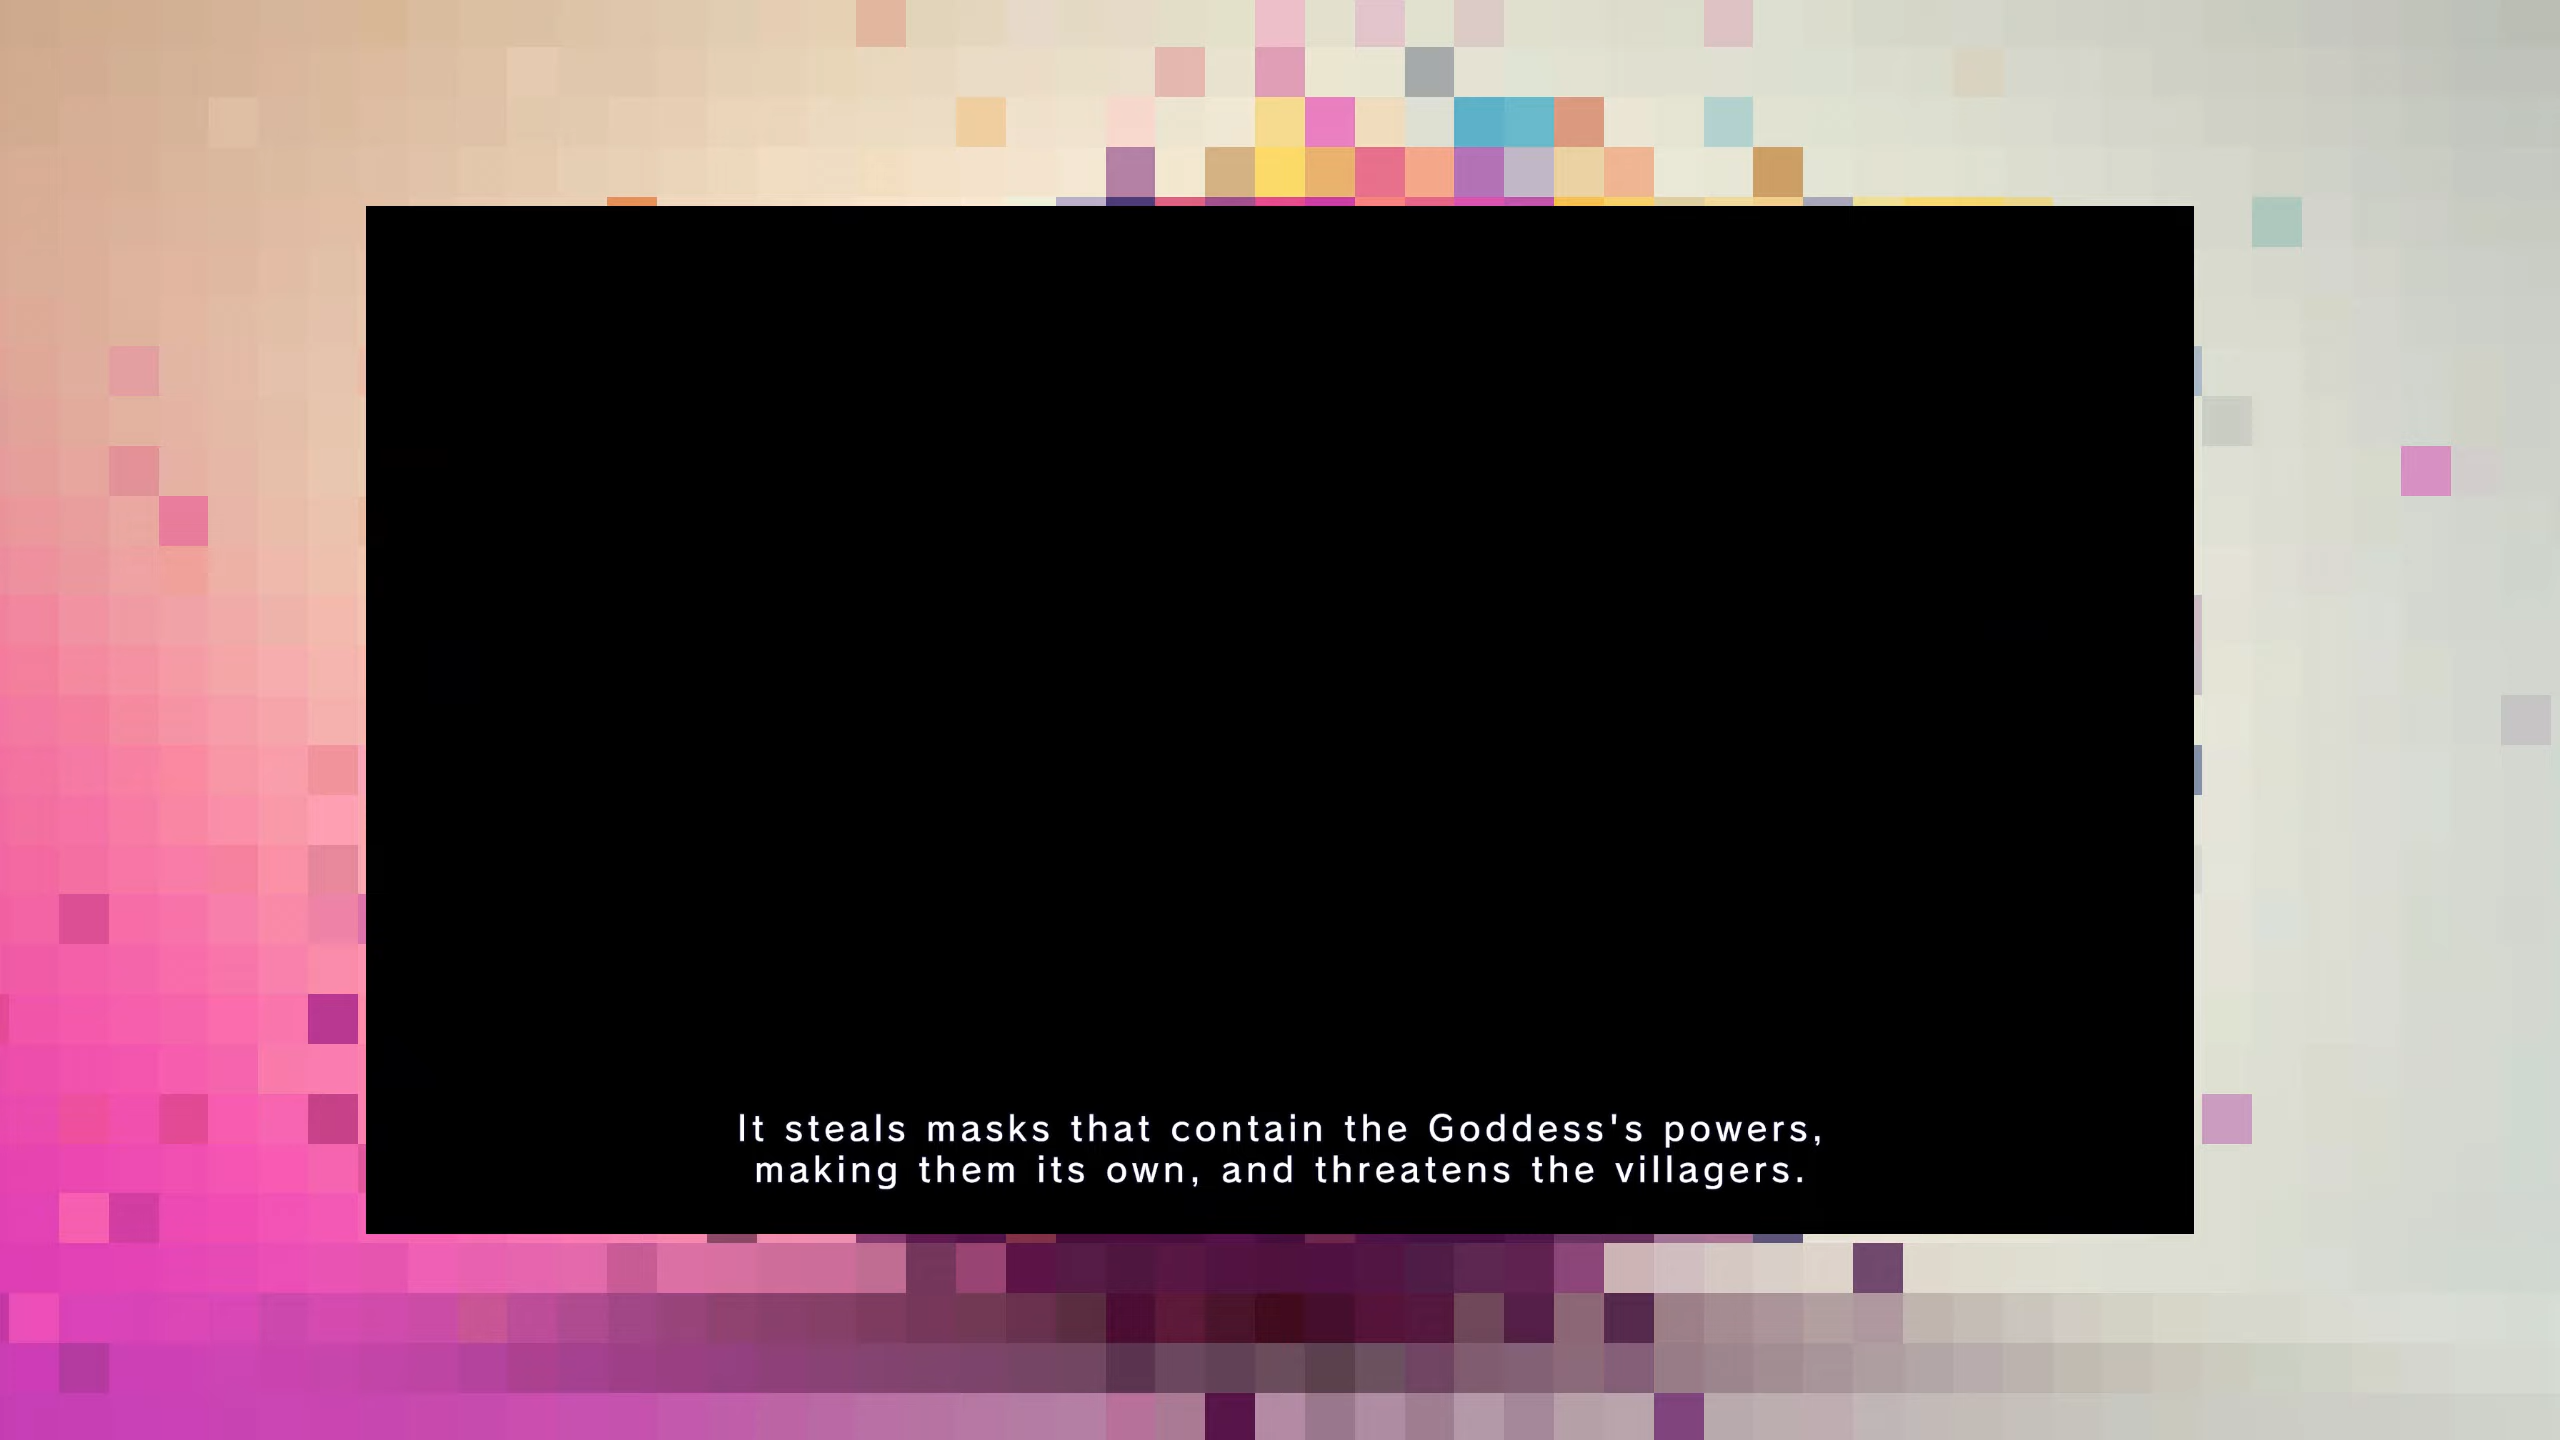 It steals masks that contain the Goddess's powers,
making them its own, and threatens the villagers.